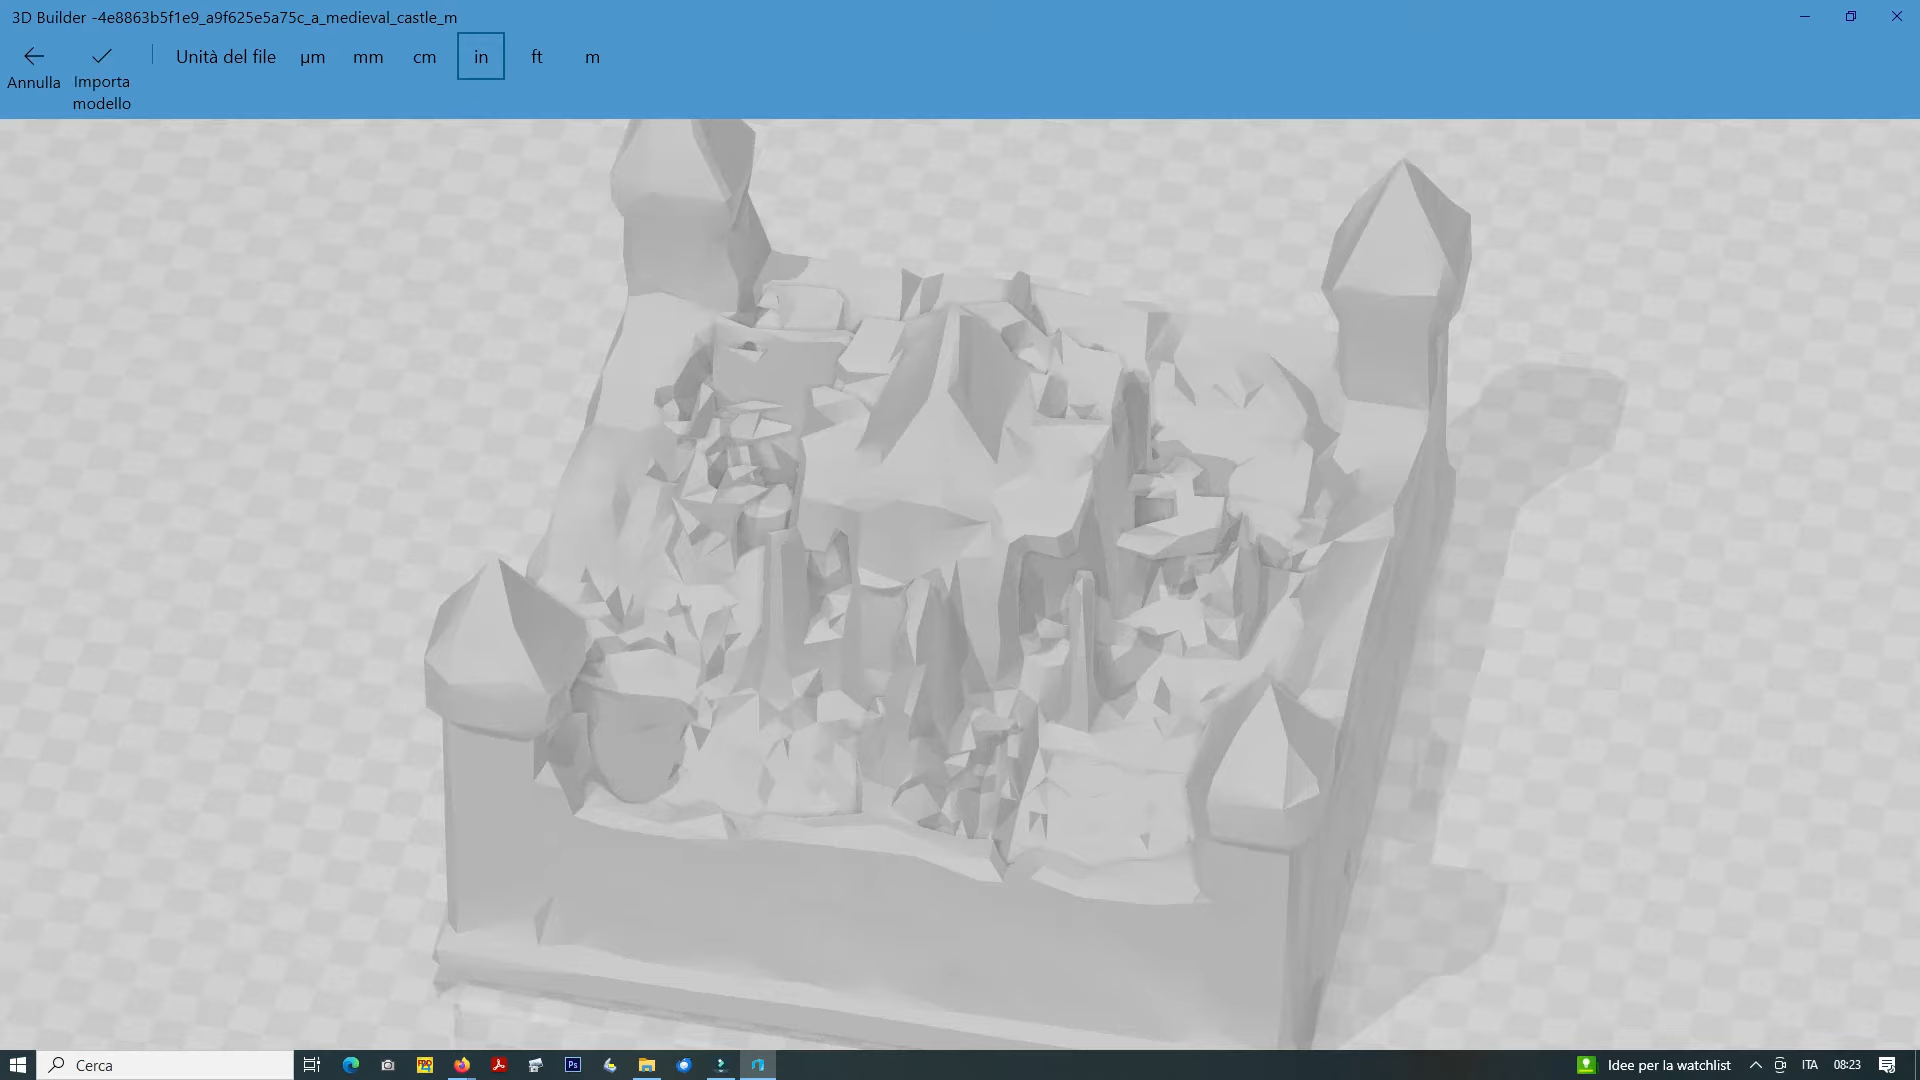 3D Builder -4e8863b5f1e9_a9f625e5a75c_a_medieval_castle_m
Annulla
Importa
modello
Unità del file µm mm cm in ft m
Cerca
Ps
Idee per la watchlist
ITA
08:23